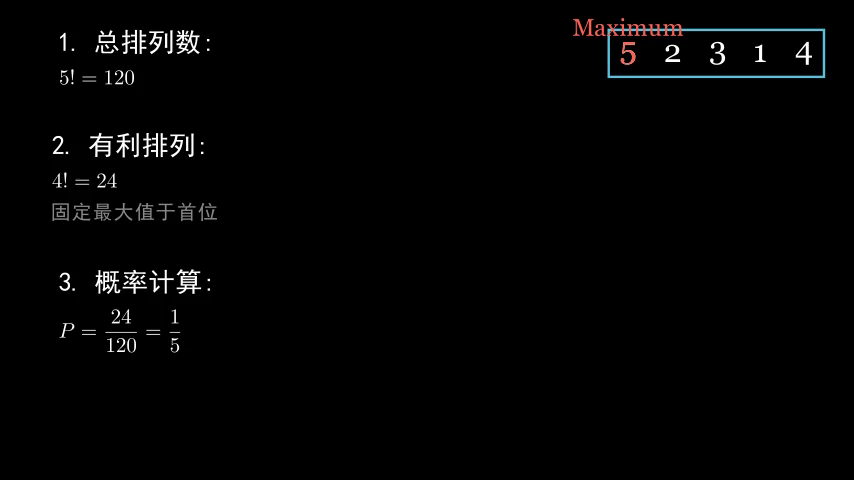 1. 总排列数:
5! = 120
2. 有利排列:
4! = 24
固定最大值于首位
3. 概率计算:
P = 24/120 = 1/5
Maximum
5 2 3 1 4